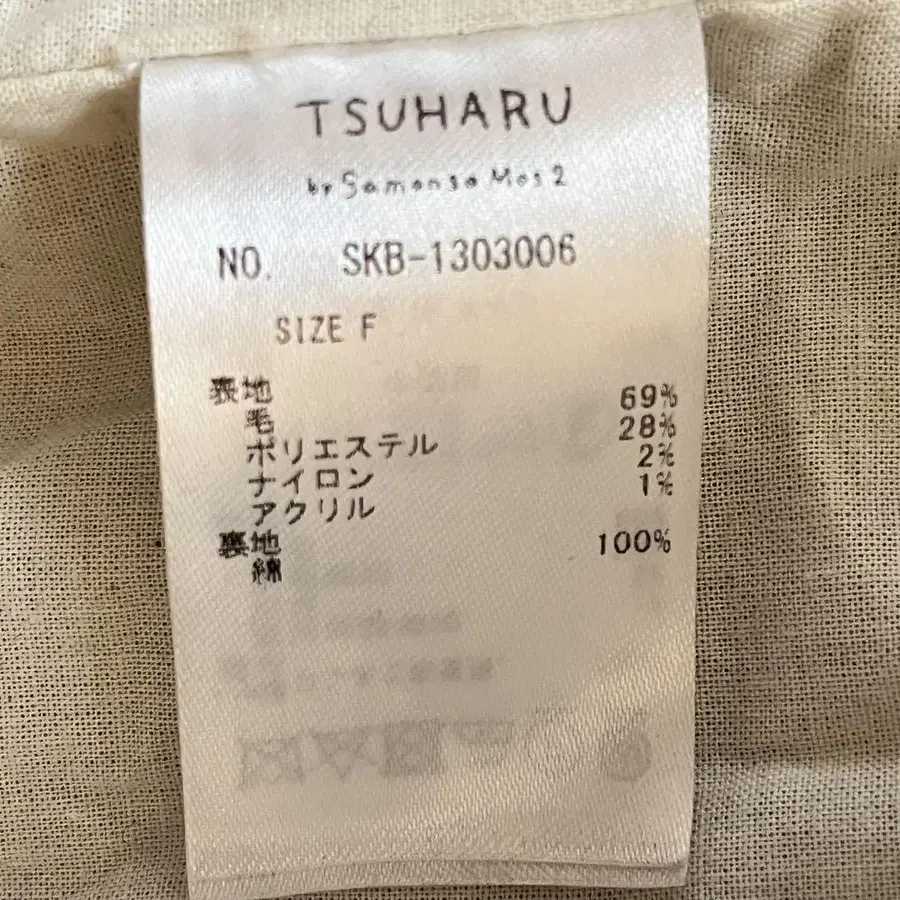 TSUHARU
by Samansa Mos2
NO. SKB-1303006
SIZE F
表地
毛 69%
ポリエステル 28%
ナイロン 2%
アクリル 1%
裏地
綿 100%